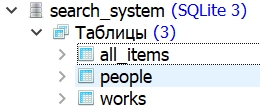 search_system (SQLite 3)
Таблицы (3)
all_items
people
works